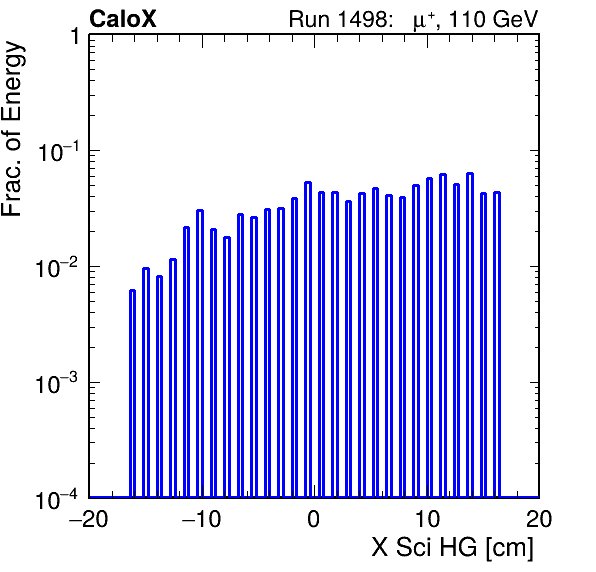 CaloX Run 1498: μ⁺, 110 GeV
Frac. of Energy
1
10⁻¹
10⁻²
10⁻³
10⁻⁴
−20 −10 0 10 20
X Sci HG [cm]